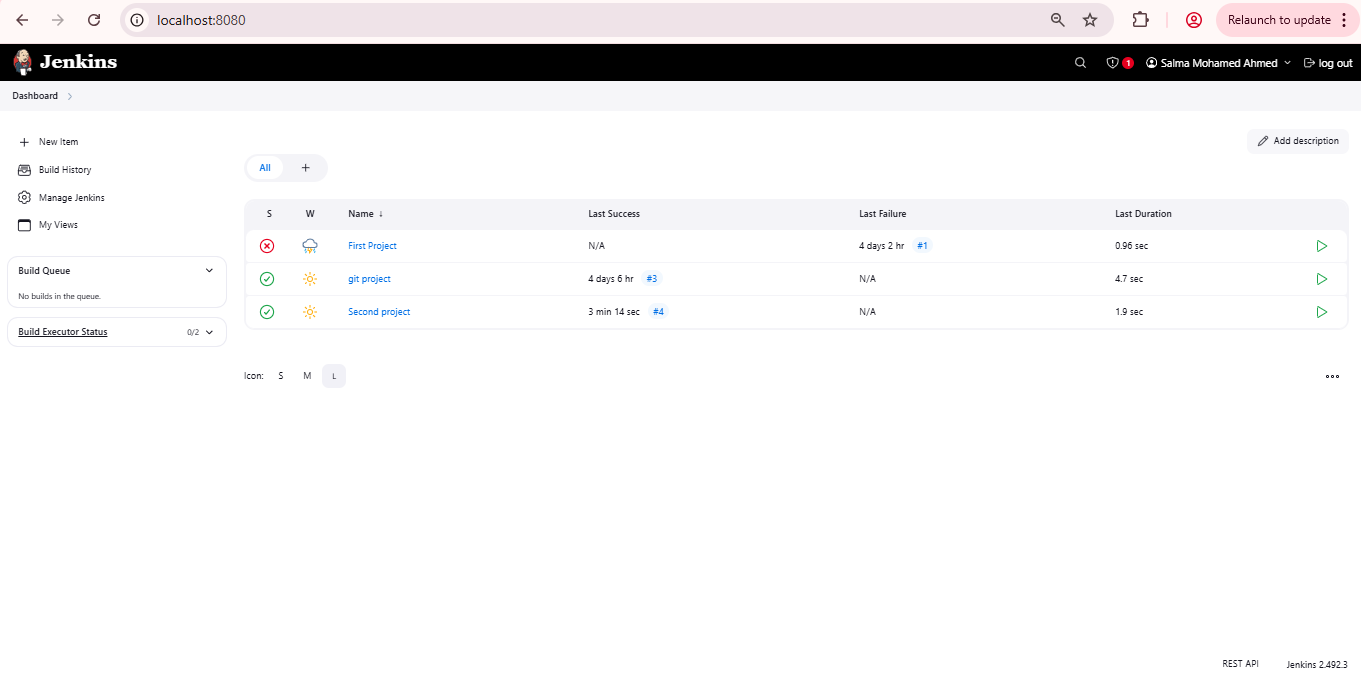 localhost:8080
Relaunch to update
Jenkins
1
Salma Mohamed Ahmed
log out
Dashboard
New Item
Build History
Manage Jenkins
My Views
Build Queue
No builds in the queue.
Build Executor Status 0/2
Add description
All +
S W Name ↓ Last Success Last Failure Last Duration
First Project N/A 4 days 2 hr #1 0.96 sec
git project 4 days 6 hr #3 N/A 4.7 sec
Second project 3 min 14 sec #4 N/A 1.9 sec
Icon: S M L
REST API Jenkins 2.492.3